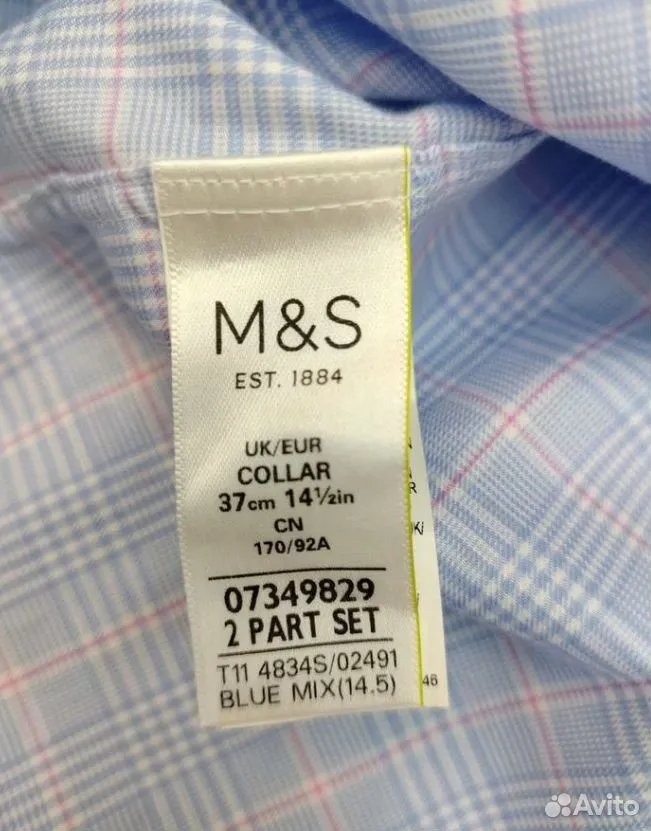 M&S
EST. 1884
UK/EUR
COLLAR
37cm 14½in
CN
170/92A
07349829
2 PART SET
T11 4834S/02491
BLUE MIX(14.5)
46
Avito